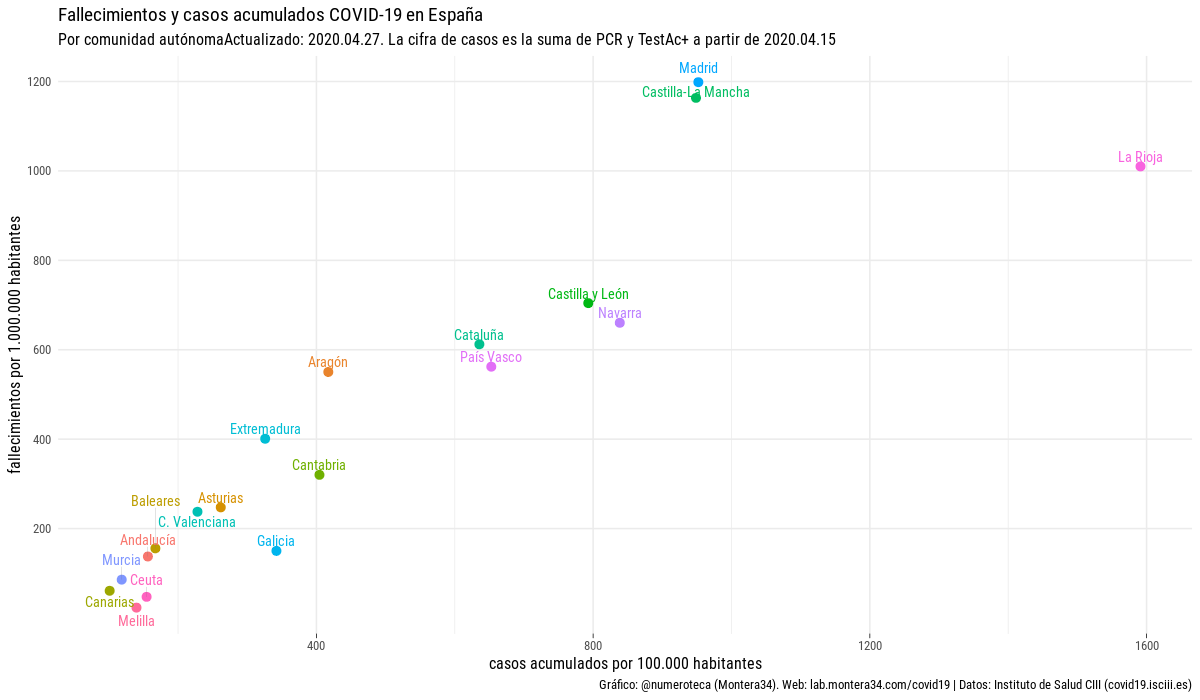 Fallecimientos y casos acumulados COVID-19 en España
Por comunidad autónomaActualizado: 2020.04.27. La cifra de casos es la suma de PCR y TestAc+ a partir de 2020.04.15
Madrid
1200
Castilla-La Mancha
La Rioja
1000
800
Castilla y León
Navarra
Cataluña
600
País Vasco
Aragón
Extremadura
400
Cantabria
Baleares
Asturias
200
C. Valenciana
Andalucía
Galicia
Murcia
Ceuta
Canarias
Melilla
fallecimientos por 1.000.000 habitantes
400
800
1200
1600
casos acumulados por 100.000 habitantes
Gráfico: @numeroteca (Montera34). Web: lab.montera34.com/covid19 | Datos: Instituto de Salud CIII (covid19.isciii.es)